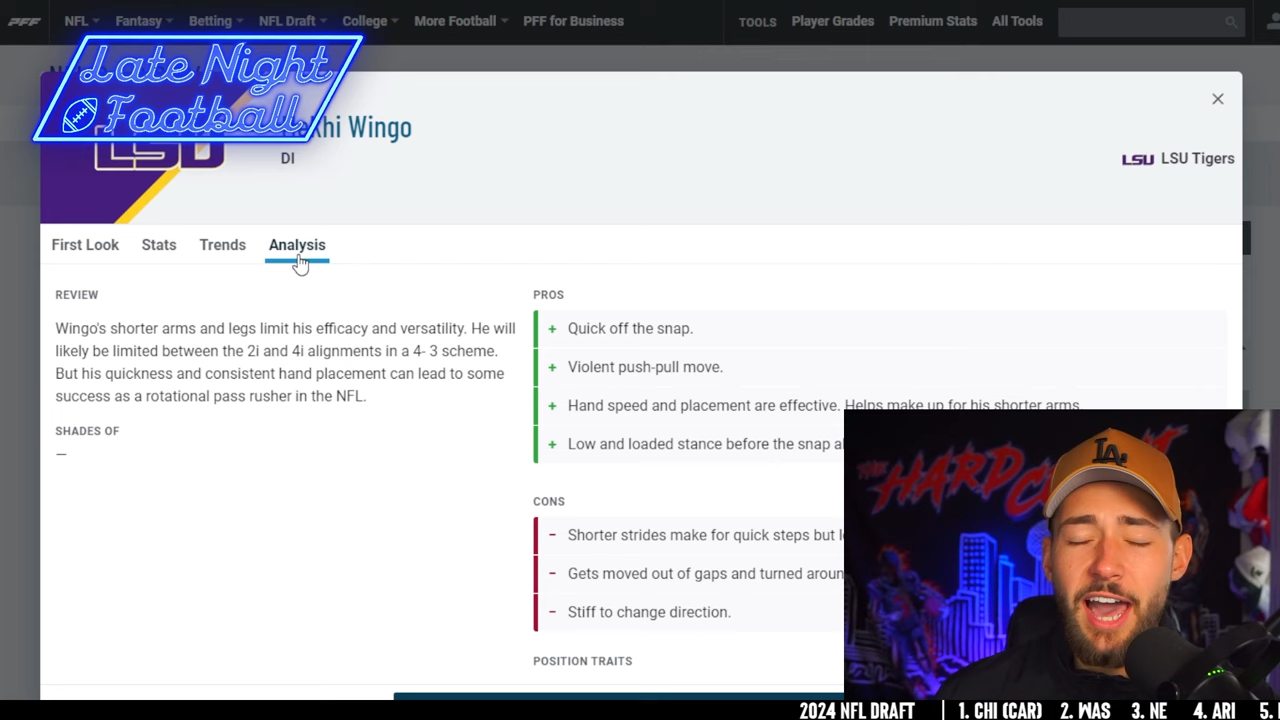 PFF NFL Fantasy Betting NFL Draft College More Football PFF for Business TOOLS Player Grades Premium Stats All Tools
Late Night
Football
Wingo
DI
LSU
LSU LSU Tigers
First Look Stats Trends Analysis
REVIEW
Wingo's shorter arms and legs limit his efficacy and versatility. He will
likely be limited between the 2i and 4i alignments in a 4- 3 scheme.
But his quickness and consistent hand placement can lead to some
success as a rotational pass rusher in the NFL.
SHADES OF
—
PROS
+ Quick off the snap.
+ Violent push-pull move.
+ Hand speed and placement are effective. Helps make up for his shorter arms
+ Low and loaded stance before the snap
CONS
- Shorter strides make for quick steps but
- Gets moved out of gaps and turned
- Stiff to change direction.
POSITION TRAITS
THE HARD
LA
2024 NFL DRAFT | 1. CHI (CAR) 2. WAS 3. NE 4. ARI 5.